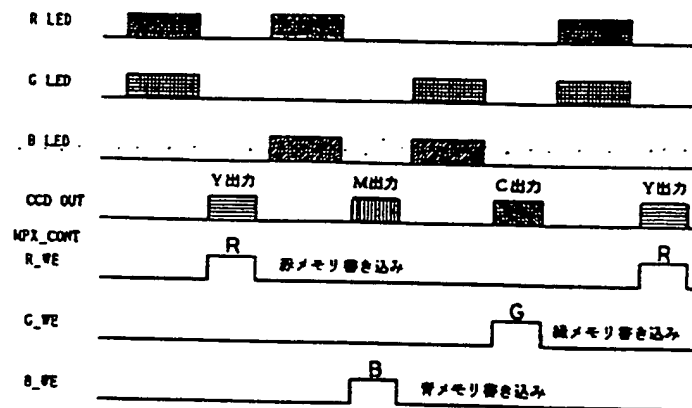 R LED
G LED
B LED
Y出力 M出力 C出力 Y出力
CCD OUT
MPX_CONT
R_WE R 赤メモリ書き込み R
G_WE G 緑メモリ書き込み
B_WE B 青メモリ書き込み